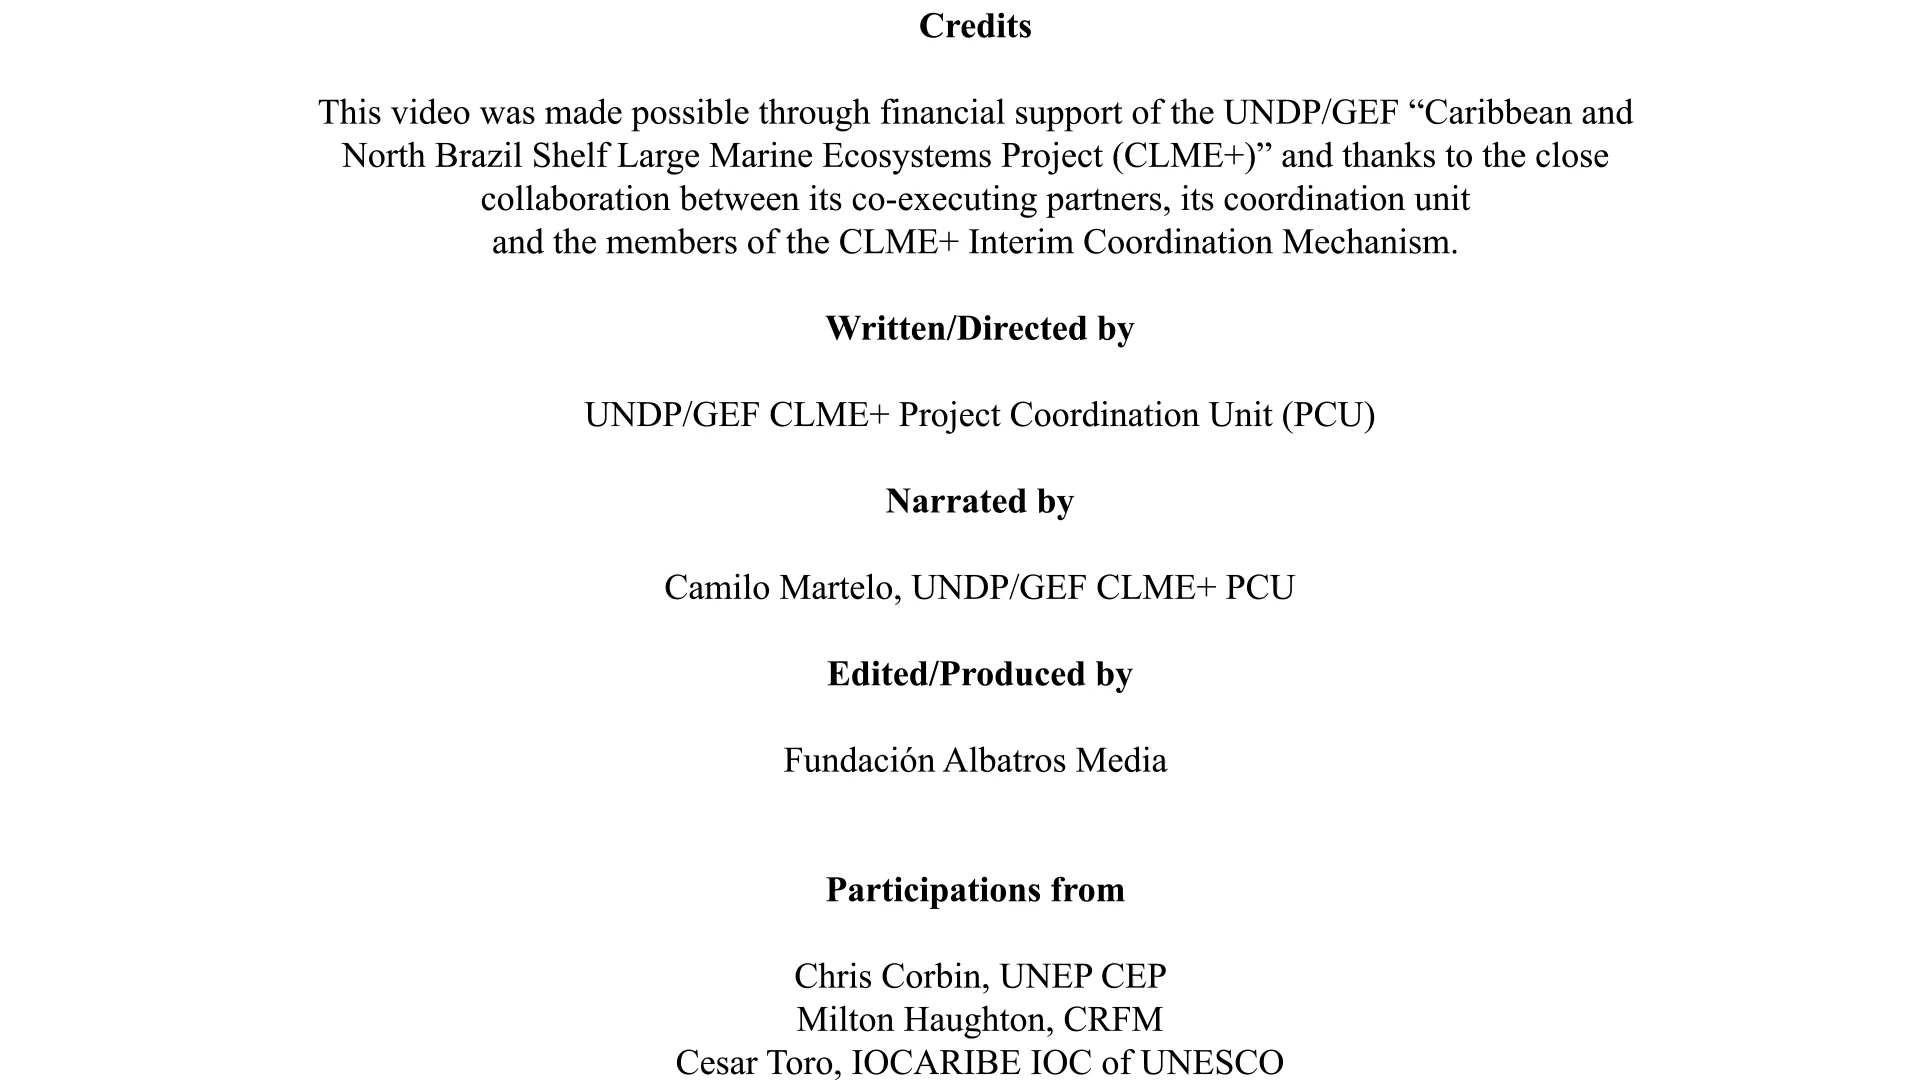 Credits
This video was made possible through financial support of the UNDP/GEF “Caribbean and
North Brazil Shelf Large Marine Ecosystems Project (CLME+)” and thanks to the close
collaboration between its co-executing partners, its coordination unit
and the members of the CLME+ Interim Coordination Mechanism.
Written/Directed by
UNDP/GEF CLME+ Project Coordination Unit (PCU)
Narrated by
Camilo Martelo, UNDP/GEF CLME+ PCU
Edited/Produced by
Fundación Albatros Media
Participations from
Chris Corbin, UNEP CEP
Milton Haughton, CRFM
Cesar Toro, IOCARIBE IOC of UNESCO